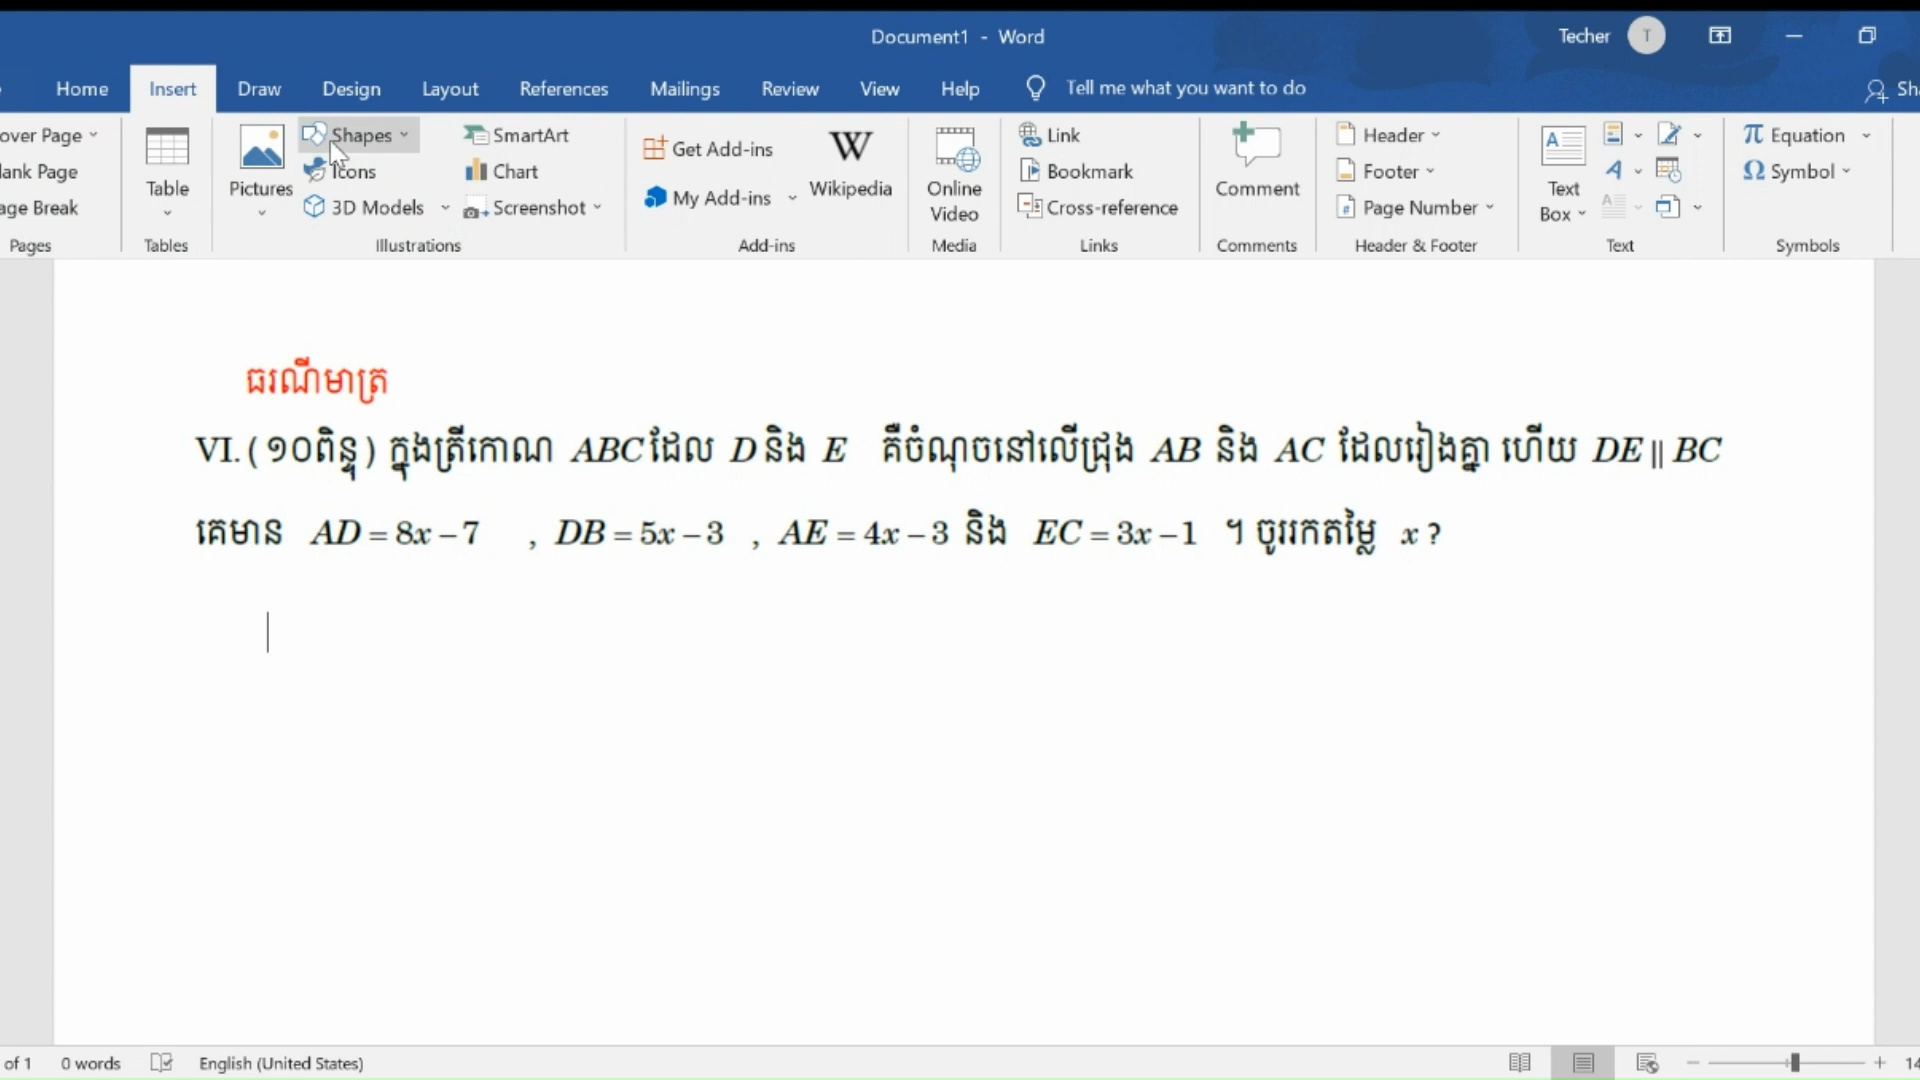 Document1 - Word
Techer
T
Home Insert Draw Design Layout References Mailings Review View Help Tell me what you want to do
Table
Tables
Pictures
Shapes
Icons
3D Models
SmartArt
Chart
Screenshot
Illustrations
Get Add-ins
My Add-ins
W
Wikipedia
Add-ins
Online Video
Media
Link
Bookmark
Cross-reference
Links
Comment
Comments
Header
Footer
Page Number
Header & Footer
Text Box
Text
π Equation
Ω Symbol
Symbols
Pages
ធរណីមាត្រ
VI. ( ១០ពិន្ទុ ) ក្នុងត្រីកោណ ABC ដែល D និង E គឺចំណុចនៅលើជ្រុង AB និង AC ដែលរៀងគ្នា ហើយ DE || BC
គេមាន AD = 8x − 7 , DB = 5x − 3 , AE = 4x − 3 និង EC = 3x − 1 ។ ចូររកតម្លៃ x ?
of 1 0 words English (United States)